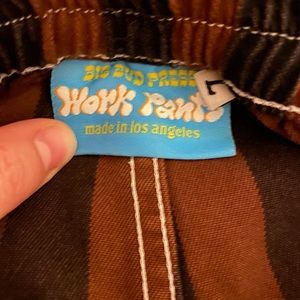 BIG BUD PRESS
Work Pants
made in los angeles
L